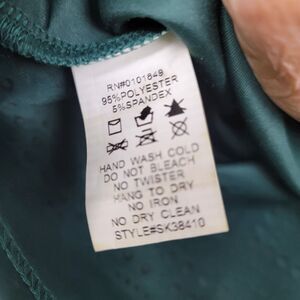 RN#0101849
95%POLYESTER
5%SPANDEX
HAND WASH COLD
DO NOT BLEACH
NO TWISTER
HANG TO DRY
NO IRON
NO DRY CLEAN
STYLE#SK38410